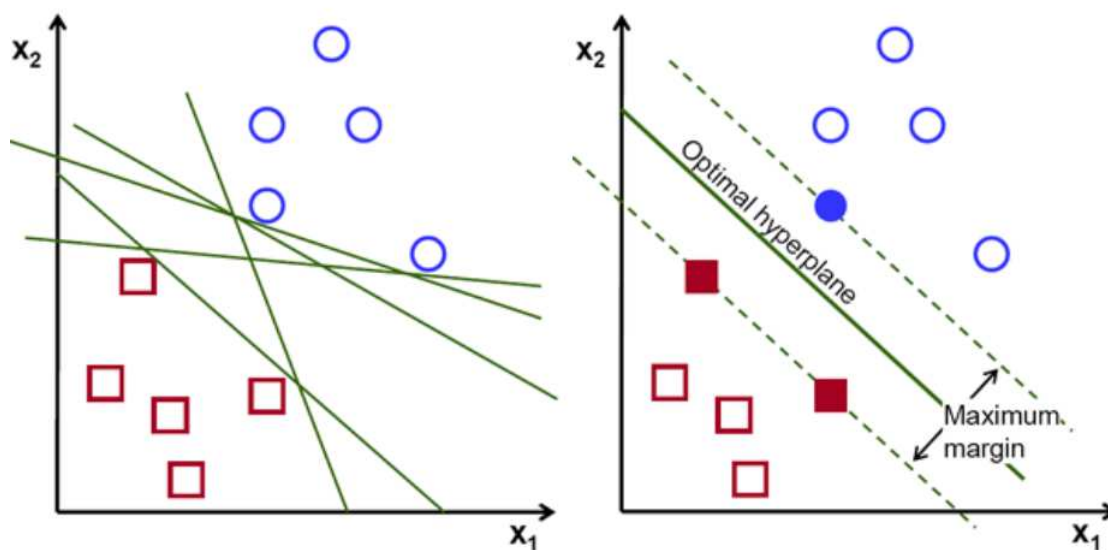 x₂
x₁
x₂
Optimal hyperplane
Maximum
margin
x₁